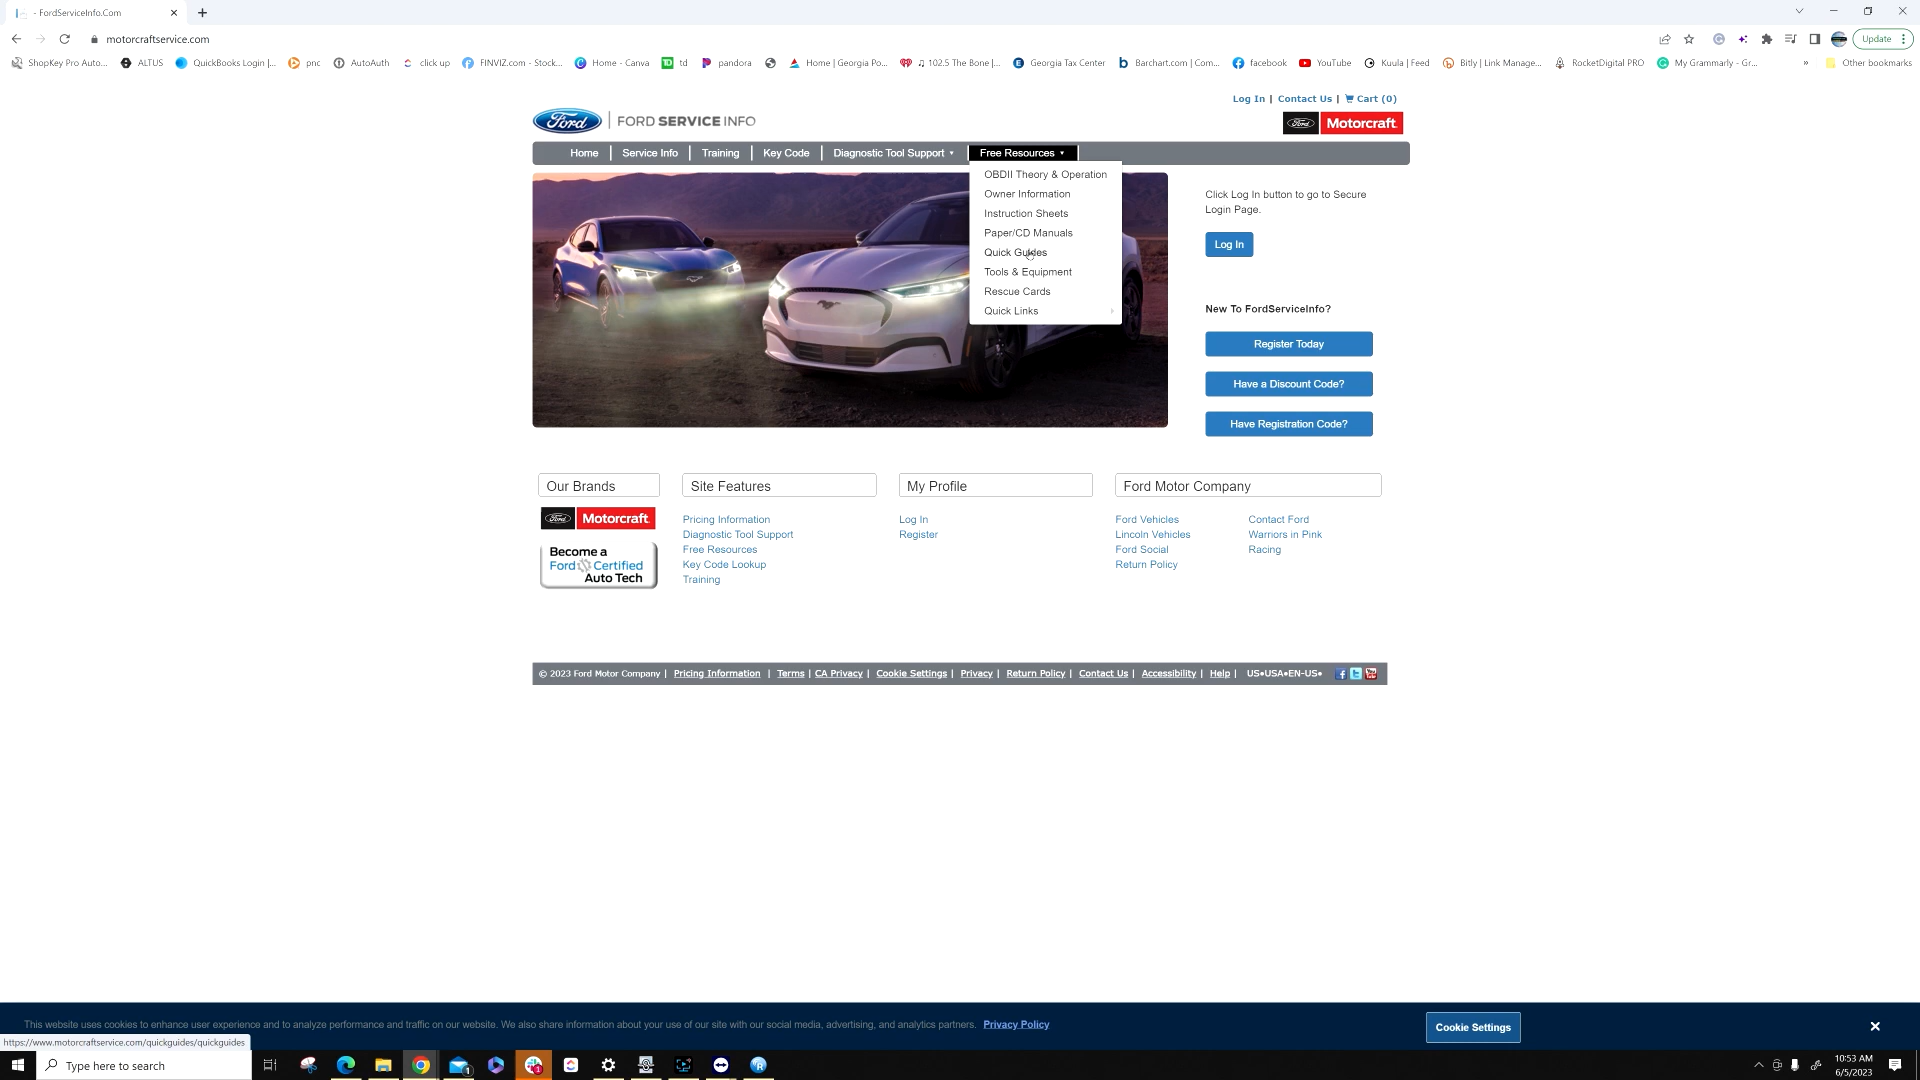 - FordServiceInfo.Com
motorcraftservice.com
Update
ShopKey Pro Auto...
ALTUS
QuickBooks Login |...
pnc
AutoAuth
click up
FINVIZ.com - Stock...
Home - Canva
td
pandora
Home | Georgia Po...
♫ 102.5 The Bone |...
Georgia Tax Center
Barchart.com | Com...
facebook
YouTube
Kuula | Feed
Bitly | Link Manage...
RocketDigital PRO
My Grammarly - Gr...
»
Other bookmarks
Log In | Contact Us | Cart (0)
Ford | FORD SERVICE INFO
Ford Motorcraft
Home
Service Info
Training
Key Code
Diagnostic Tool Support
Free Resources
OBDII Theory & Operation
Owner Information
Instruction Sheets
Paper/CD Manuals
Quick Guides
Tools & Equipment
Rescue Cards
Quick Links
Click Log In button to go to Secure
Login Page.
Log In
New To FordServiceInfo?
Register Today
Have a Discount Code?
Have Registration Code?
Our Brands
Ford Motorcraft
Become a
Ford Certified
Auto Tech
Site Features
Pricing Information
Diagnostic Tool Support
Free Resources
Key Code Lookup
Training
My Profile
Log In
Register
Ford Motor Company
Ford Vehicles
Lincoln Vehicles
Ford Social
Return Policy
Contact Ford
Warriors in Pink
Racing
© 2023 Ford Motor Company | Pricing Information | Terms | CA Privacy | Cookie Settings | Privacy | Return Policy | Contact Us | Accessibility | Help | US•USA•EN-US•
This website uses cookies to enhance user experience and to analyze performance and traffic on our website. We also share information about your use of our site with our social media, advertising, and analytics partners. Privacy Policy
Cookie Settings
https://www.motorcraftservice.com/quickguides/quickguides
Type here to search
10:53 AM
6/5/2023